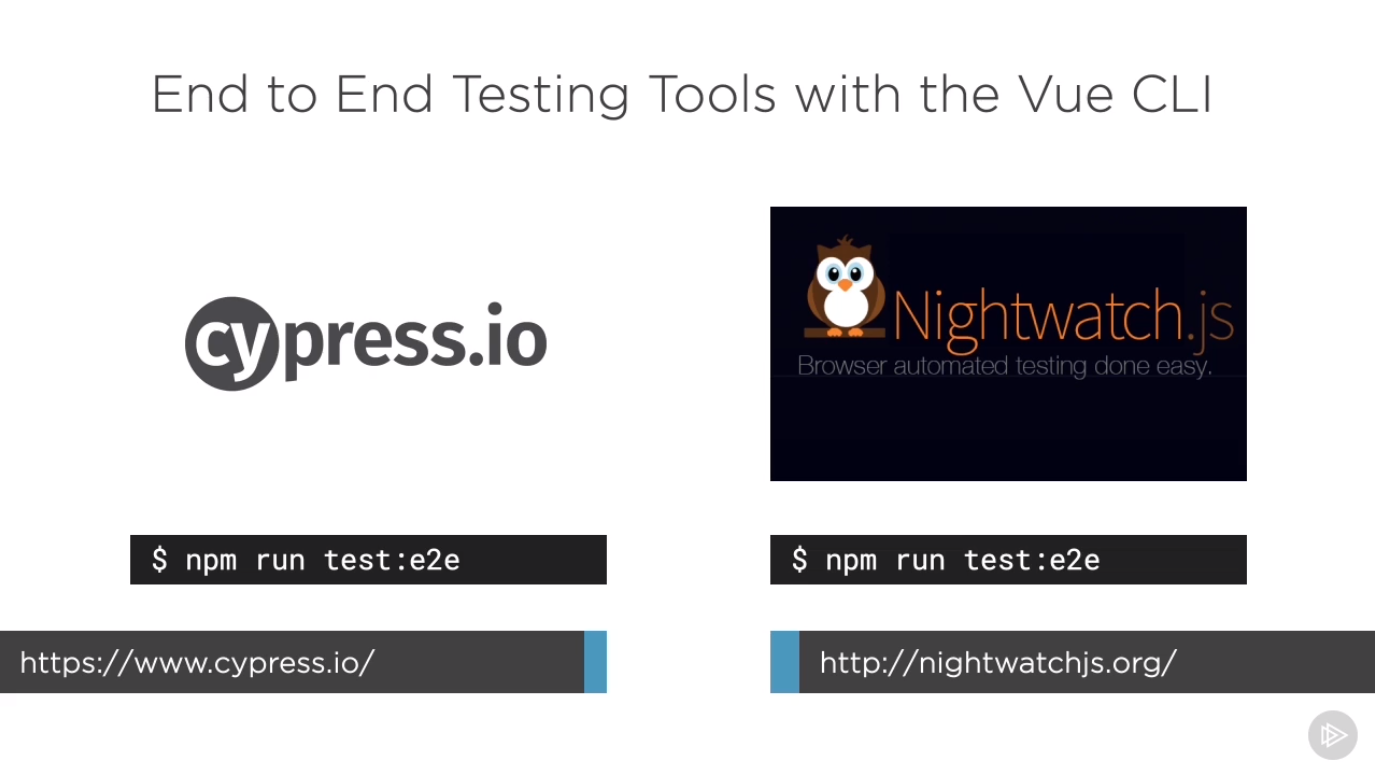 End to End Testing Tools with the Vue CLI
cypress.io
Nightwatch.js
Browser automated testing done easy.
$ npm run test:e2e
$ npm run test:e2e
https://www.cypress.io/
http://nightwatchjs.org/